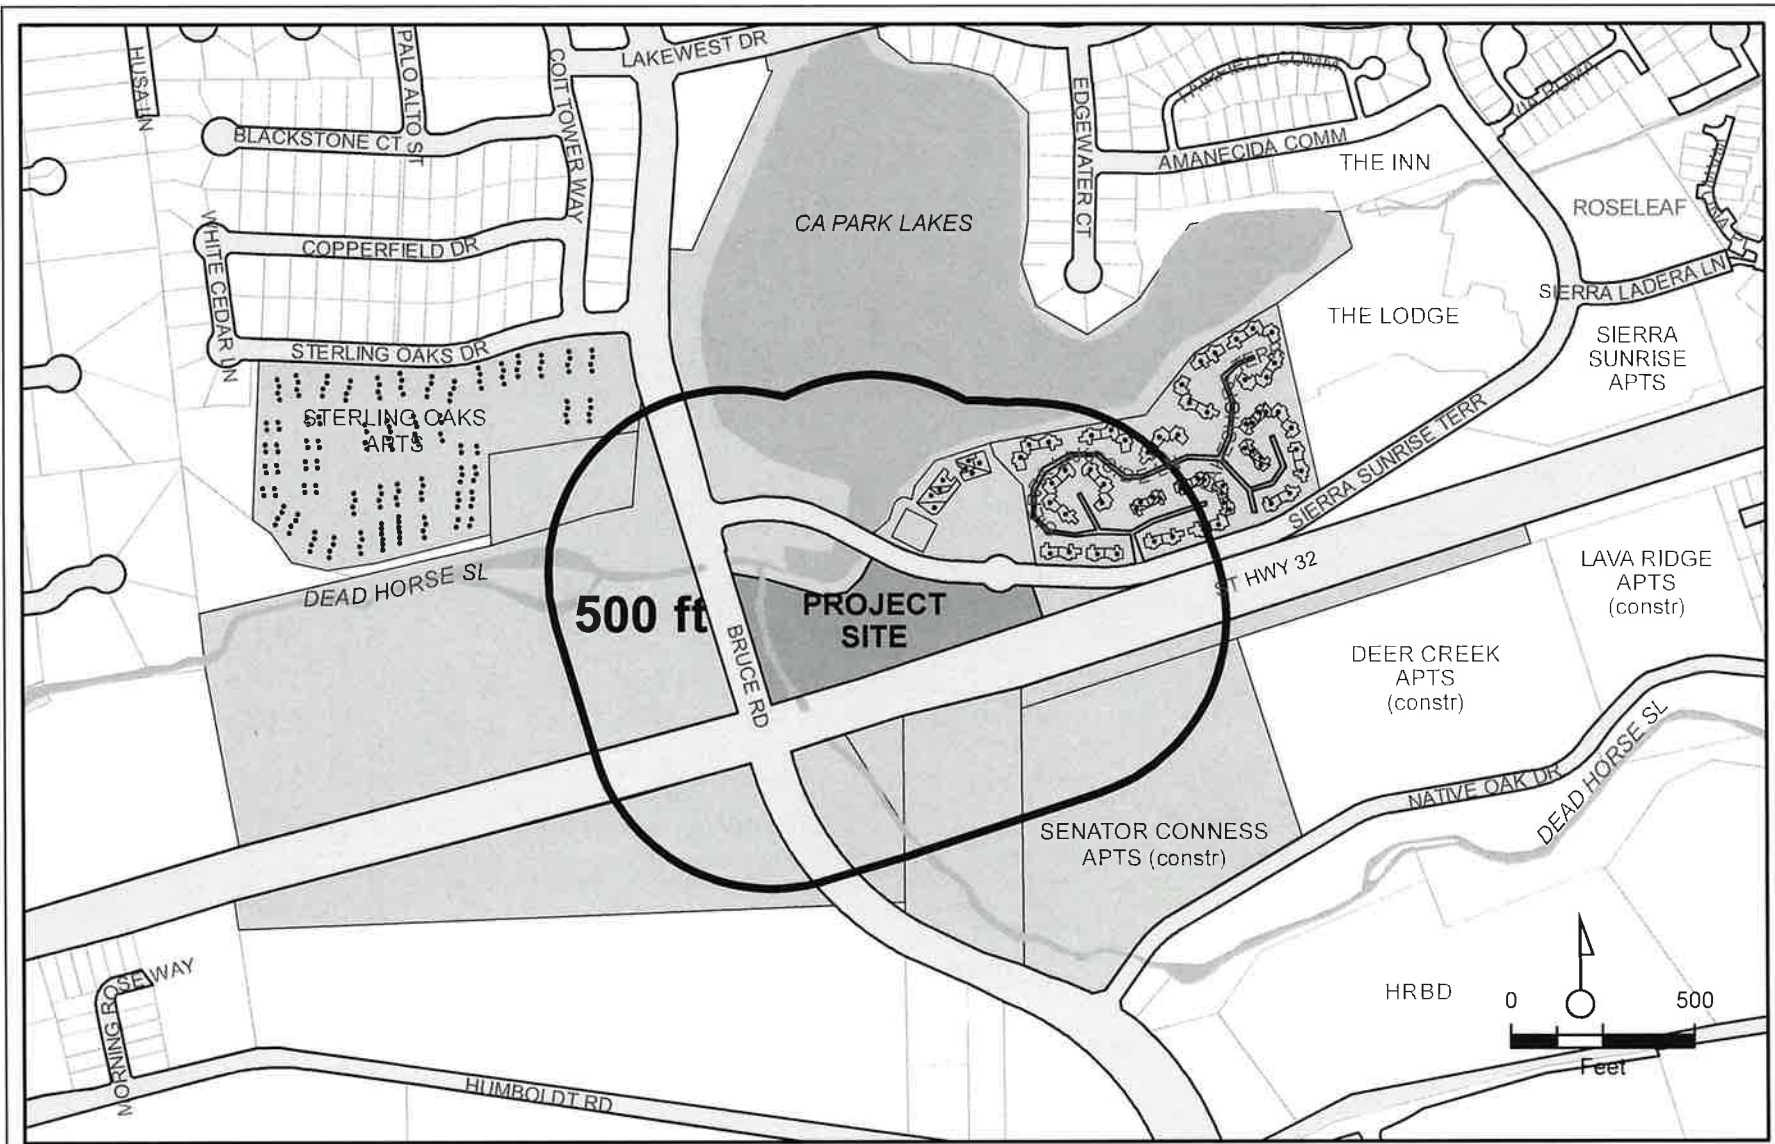 HUSA LN
PALO ALTO ST
COIT TOWER WAY
LAKEWEST DR
BLACKSTONE CT
EDGEWATER CT
VIA ROMA
AMANECIDA COMM
THE INN
WHITE CEDAR LN
COPPERFIELD DR
CA PARK LAKES
ROSELEAF
SIERRA LADERA LN
STERLING OAKS DR
THE LODGE
SIERRA
SUNRISE
APTS
STERLING OAKS
APTS
SIERRA SUNRISE TERR
DEAD HORSE SL
500 ft
PROJECT
SITE
BRUCE RD
ST HWY 32
LAVA RIDGE
APTS
(constr)
DEER CREEK
APTS
(constr)
SENATOR CONNESS
APTS (constr)
NATIVE OAK DR
DEAD HORSE SL
MORNING ROSE WAY
HRBD
0 500
Feet
HUMBOLDT RD